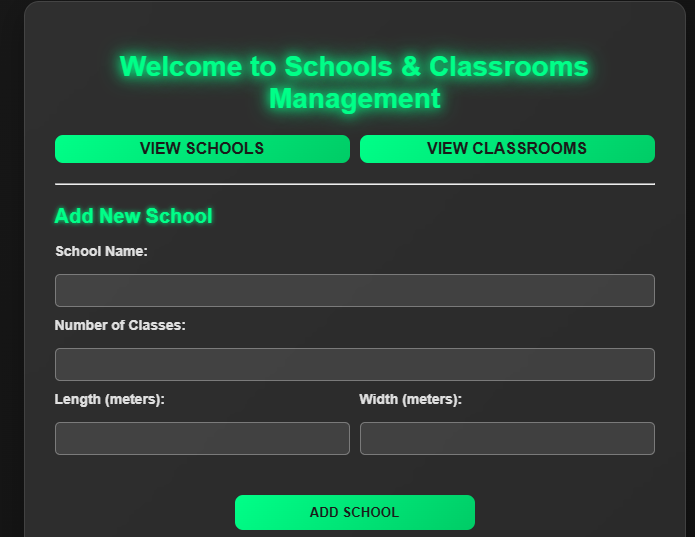 Welcome to Schools & Classrooms
Management
VIEW SCHOOLS
VIEW CLASSROOMS
Add New School
School Name:
Number of Classes:
Length (meters):
Width (meters):
ADD SCHOOL